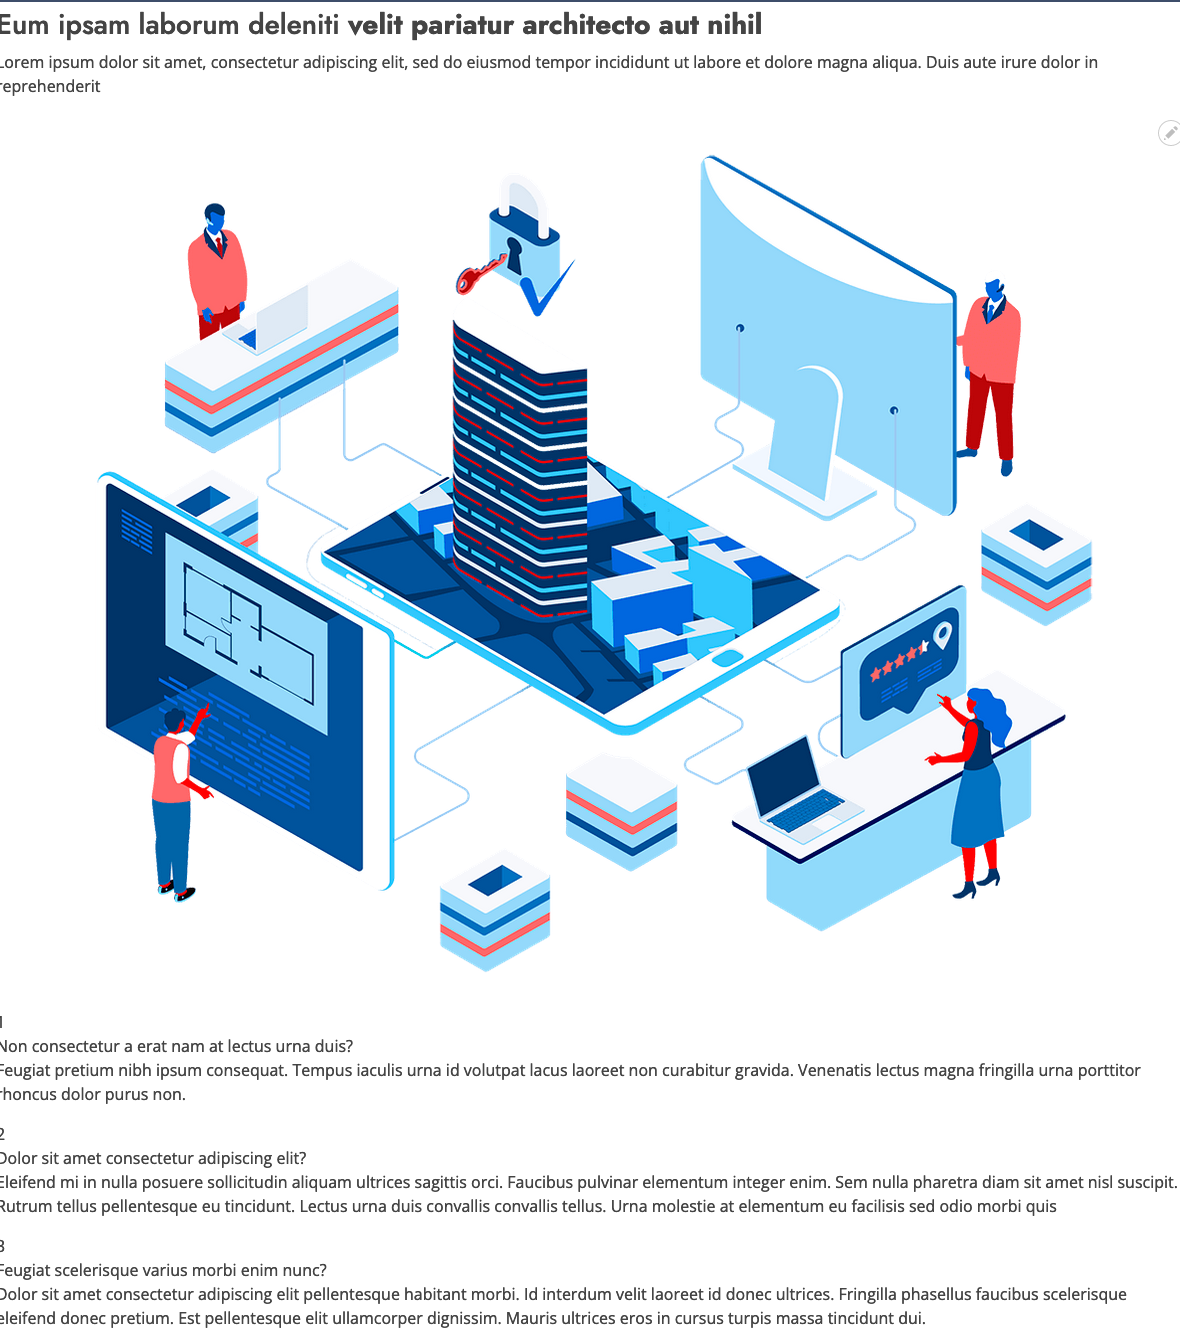 Eum ipsam laborum deleniti velit pariatur architecto aut nihil
Lorem ipsum dolor sit amet, consectetur adipiscing elit, sed do eiusmod tempor incididunt ut labore et dolore magna aliqua. Duis aute irure dolor in
reprehenderit
1
Non consectetur a erat nam at lectus urna duis?
Feugiat pretium nibh ipsum consequat. Tempus iaculis urna id volutpat lacus laoreet non curabitur gravida. Venenatis lectus magna fringilla urna porttitor
rhoncus dolor purus non.
2
Dolor sit amet consectetur adipiscing elit?
Eleifend mi in nulla posuere sollicitudin aliquam ultrices sagittis orci. Faucibus pulvinar elementum integer enim. Sem nulla pharetra diam sit amet nisl suscipit.
Rutrum tellus pellentesque eu tincidunt. Lectus urna duis convallis convallis tellus. Urna molestie at elementum eu facilisis sed odio morbi quis
3
Feugiat scelerisque varius morbi enim nunc?
Dolor sit amet consectetur adipiscing elit pellentesque habitant morbi. Id interdum velit laoreet id donec ultrices. Fringilla phasellus faucibus scelerisque
eleifend donec pretium. Est pellentesque elit ullamcorper dignissim. Mauris ultrices eros in cursus turpis massa tincidunt dui.